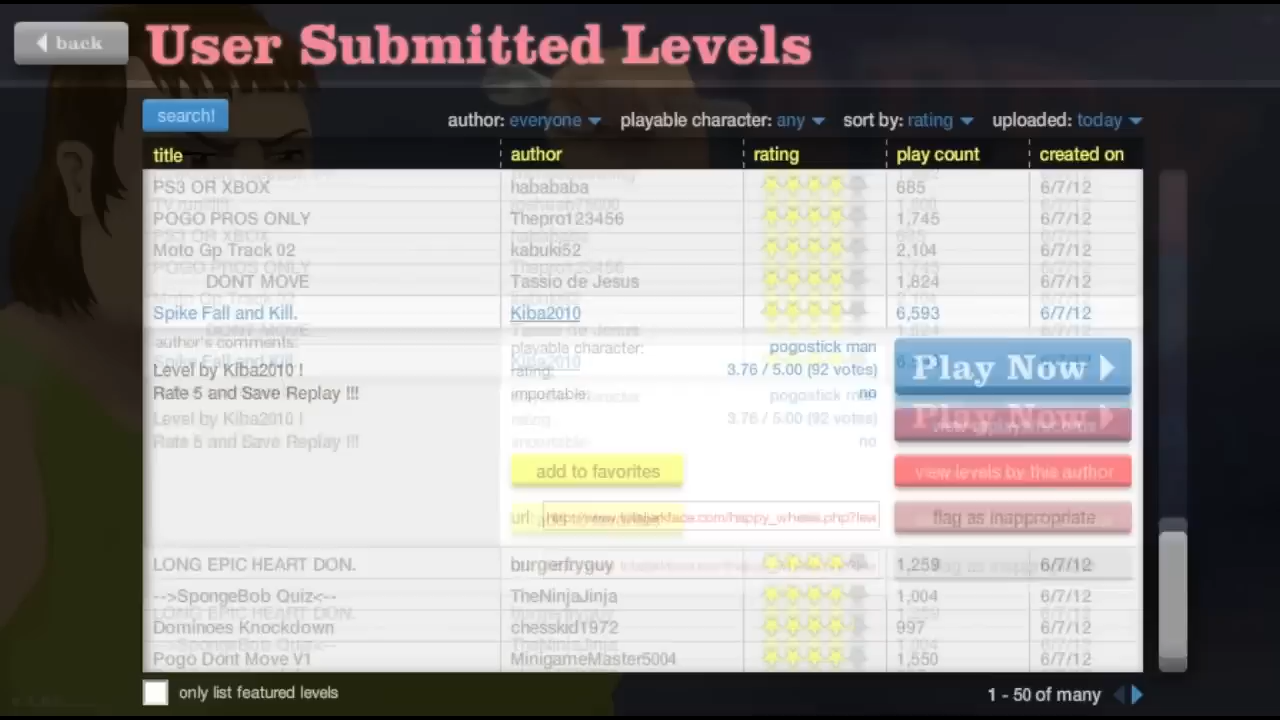 back
User Submitted Levels
search!
author: everyone playable character: any sort by: rating uploaded: today
title author rating play count created on
PS3 OR XBOX habababa 685 6/7/12
POGO PROS ONLY Thepro123456 1,745 6/7/12
Moto Gp Track 02 kabuki52 2,104 6/7/12
DONT MOVE Tassio de Jesus 1,824 6/7/12
Spike Fall and Kill. Kiba2010 6,593 6/7/12
author's comments:
Level by Kiba2010 !
Rate 5 and Save Replay !!!
playable character: pogostick man
rating: 3.76 / 5.00 (92 votes)
importable: no
add to favorites
url
Play Now
view levels by this author
flag as inappropriate
LONG EPIC HEART DON. burgerfryguy 1,259 6/7/12
-->SpongeBob Quiz<-- TheNinjaJinja 1,004 6/7/12
Dominoes Knockdown chesskid1972 997 6/7/12
Pogo Dont Move V1 MinigameMaster5004 1,550 6/7/12
only list featured levels
1 - 50 of many